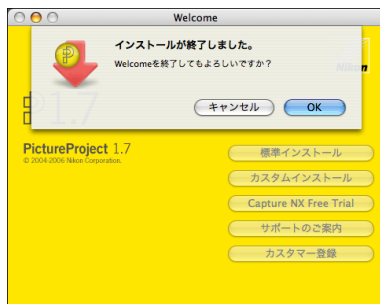 Welcome
インストールが終了しました。
Welcomeを終了してもよろしいですか?
キャンセル
OK
Nikon
P1.7
PictureProject 1.7
© 2004-2006 Nikon Corporation.
標準インストール
カスタムインストール
Capture NX Free Trial
サポートのご案内
カスタマー登録